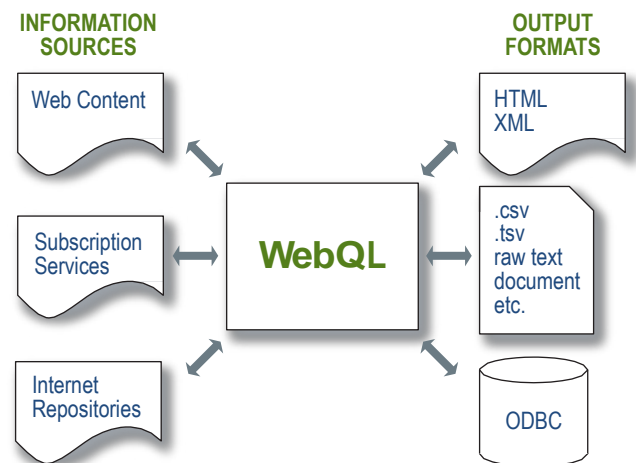 INFORMATION
SOURCES
Web Content
Subscription
Services
Internet
Repositories
WebQL
OUTPUT
FORMATS
HTML
XML
.csv
.tsv
raw text
document
etc.
ODBC